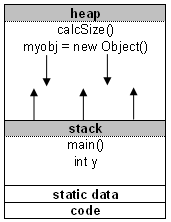 heap
calcSize()
myobj = new Object()
stack
main()
int y
static data
code